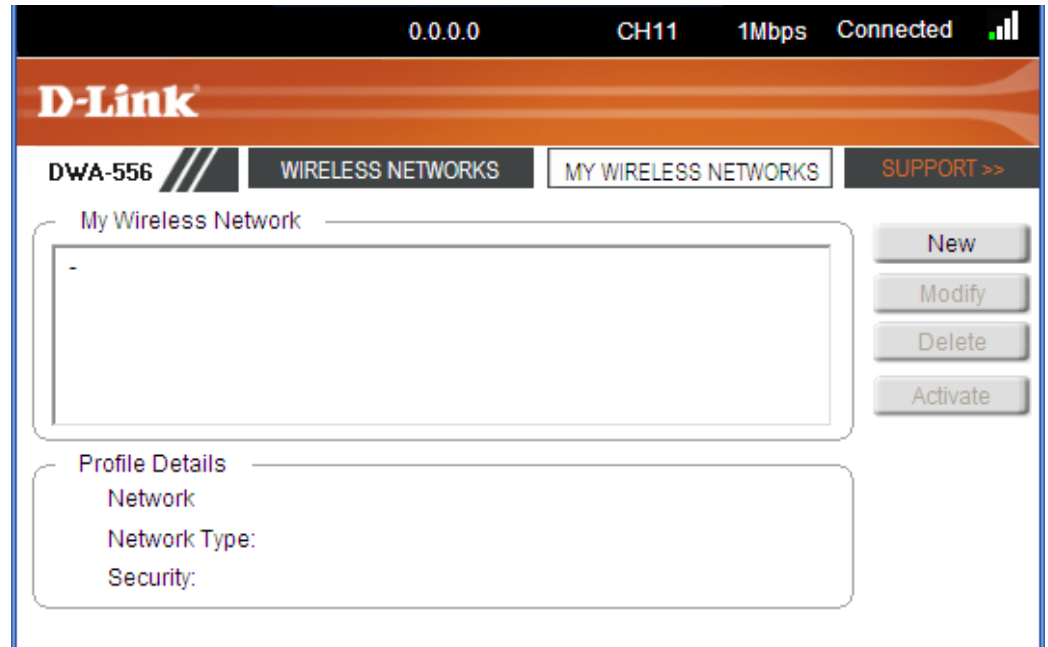 0.0.0.0 CH11 1Mbps Connected
D-Link
DWA-556 WIRELESS NETWORKS MY WIRELESS NETWORKS SUPPORT >>
My Wireless Network
-
New
Modify
Delete
Activate
Profile Details
Network
Network Type:
Security: